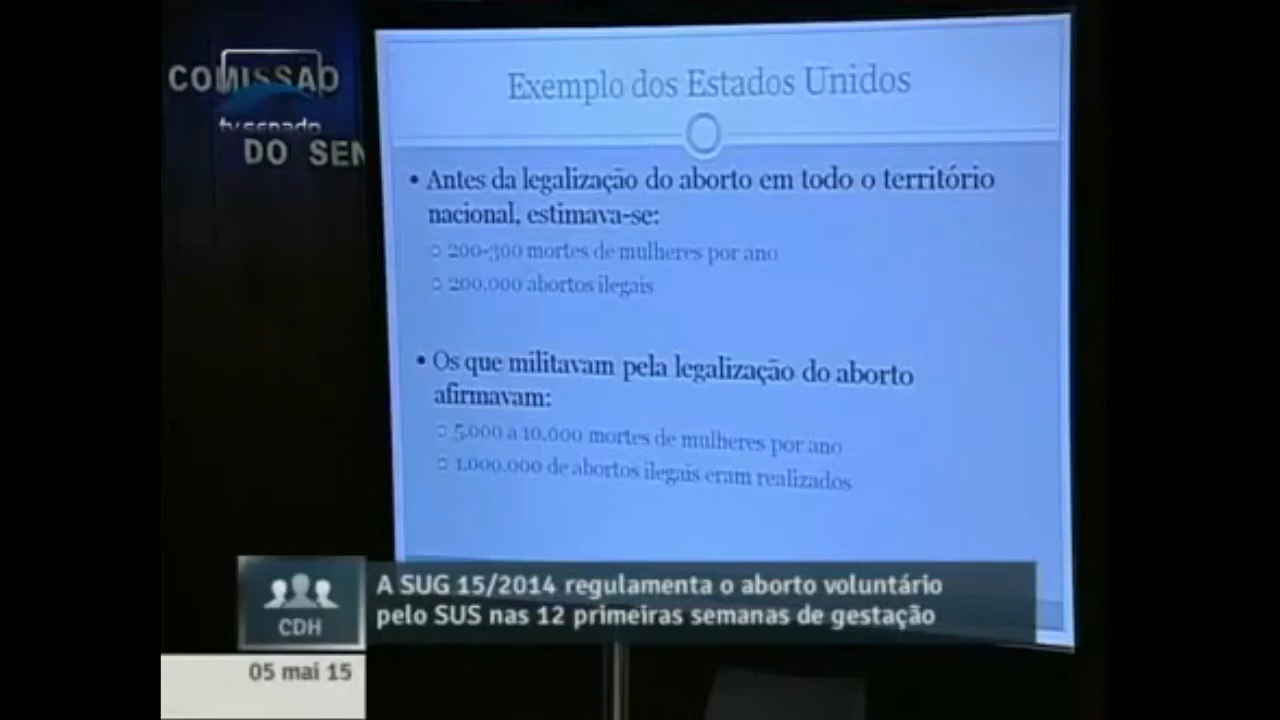 COMISSÃO
tv senado
DO SEN
Exemplo dos Estados Unidos
• Antes da legalização do aborto em todo o território
nacional, estimava-se:
200-300 mortes de mulheres por ano
200.000 abortos ilegais
• Os que militavam pela legalização do aborto
afirmavam:
5.000 a 10.000 mortes de mulheres por ano
1.000.000 de abortos ilegais eram realizados
A SUG 15/2014 regulamenta o aborto voluntário
pelo SUS nas 12 primeiras semanas de gestação
CDH
05 mai 15